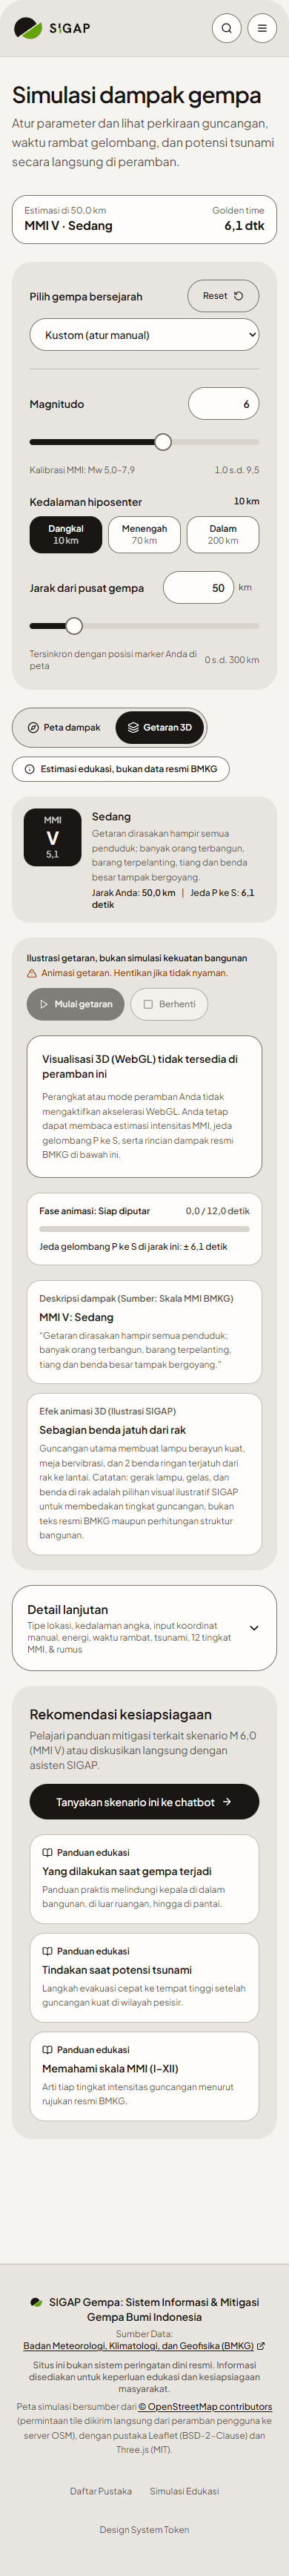 SIGAP
Simulasi dampak gempa
Atur parameter dan lihat perkiraan guncangan,
waktu rambat gelombang, dan potensi tsunami
secara langsung di peramban.
Estimasi di 50,0 km
Golden time
MMI V · Sedang
6,1 dtk
Pilih gempa bersejarah
Reset
Kustom (atur manual)
Magnitudo
6
Kalibrasi MMI: Mw 5,0–7,9
1,0 s.d. 9,5
Kedalaman hiposenter
10 km
Dangkal
10 km
Menengah
70 km
Dalam
200 km
Jarak dari pusat gempa
50
km
Tersinkron dengan posisi marker Anda di
peta
0 s.d. 300 km
Peta dampak
Getaran 3D
Estimasi edukasi, bukan data resmi BMKG
MMI
V
5,1
Sedang
Getaran dirasakan hampir semua
penduduk; banyak orang terbangun,
barang terpelanting, tiang dan benda
besar tampak bergoyang.
Jarak Anda: 50,0 km | Jeda P ke S: 6,1
detik
Ilustrasi getaran, bukan simulasi kekuatan bangunan
Animasi getaran. Hentikan jika tidak nyaman.
Mulai getaran
Berhenti
Visualisasi 3D (WebGL) tidak tersedia di
peramban ini
Perangkat atau mode peramban Anda tidak
mengaktifkan akselerasi WebGL. Anda tetap
dapat membaca estimasi intensitas MMI, jeda
gelombang P ke S, serta rincian dampak resmi
BMKG di bawah ini.
Fase animasi: Siap diputar
0,0 / 12,0 detik
Jeda gelombang P ke S di jarak ini: ± 6,1 detik
Deskripsi dampak (Sumber: Skala MMI BMKG)
MMI V: Sedang
"Getaran dirasakan hampir semua penduduk;
banyak orang terbangun, barang terpelanting,
tiang dan benda besar tampak bergoyang."
Efek animasi 3D (Ilustrasi SIGAP)
Sebagian benda jatuh dari rak
Guncangan utama membuat lampu berayun kuat,
meja bervibrasi, dan 2 benda ringan terjatuh dari
rak ke lantai. Catatan: gerak lampu, gelas, dan
benda di rak adalah pilihan visual ilustratif SIGAP
untuk membedakan tingkat guncangan, bukan
teks resmi BMKG maupun perhitungan struktur
bangunan.
Detail lanjutan
Tipe lokasi, kedalaman angka, input koordinat
manual, energi, waktu rambat, tsunami, 12 tingkat
MMI, & rumus
Rekomendasi kesiapsiagaan
Pelajari panduan mitigasi terkait skenario M 6,0
(MMI V) atau diskusikan langsung dengan
asisten SIGAP.
Tanyakan skenario ini ke chatbot
Panduan edukasi
Yang dilakukan saat gempa terjadi
Panduan praktis melindungi kepala di dalam
bangunan, di luar ruangan, hingga di pantai.
Panduan edukasi
Tindakan saat potensi tsunami
Langkah evakuasi cepat ke tempat tinggi setelah
guncangan kuat di wilayah pesisir.
Panduan edukasi
Memahami skala MMI (I–XII)
Arti tiap tingkat intensitas guncangan menurut
rujukan resmi BMKG.
SIGAP Gempa: Sistem Informasi & Mitigasi
Gempa Bumi Indonesia
Sumber Data:
Badan Meteorologi, Klimatologi, dan Geofisika (BMKG)
Situs ini bukan sistem peringatan dini resmi. Informasi
disediakan untuk keperluan edukasi dan kesiapsiagaan
masyarakat.
Peta simulasi bersumber dari © OpenStreetMap contributors
(permintaan tile dikirim langsung dari peramban pengguna ke
server OSM), dengan pustaka Leaflet (BSD-2-Clause) dan
Three.js (MIT).
Daftar Pustaka
Simulasi Edukasi
Design System Token